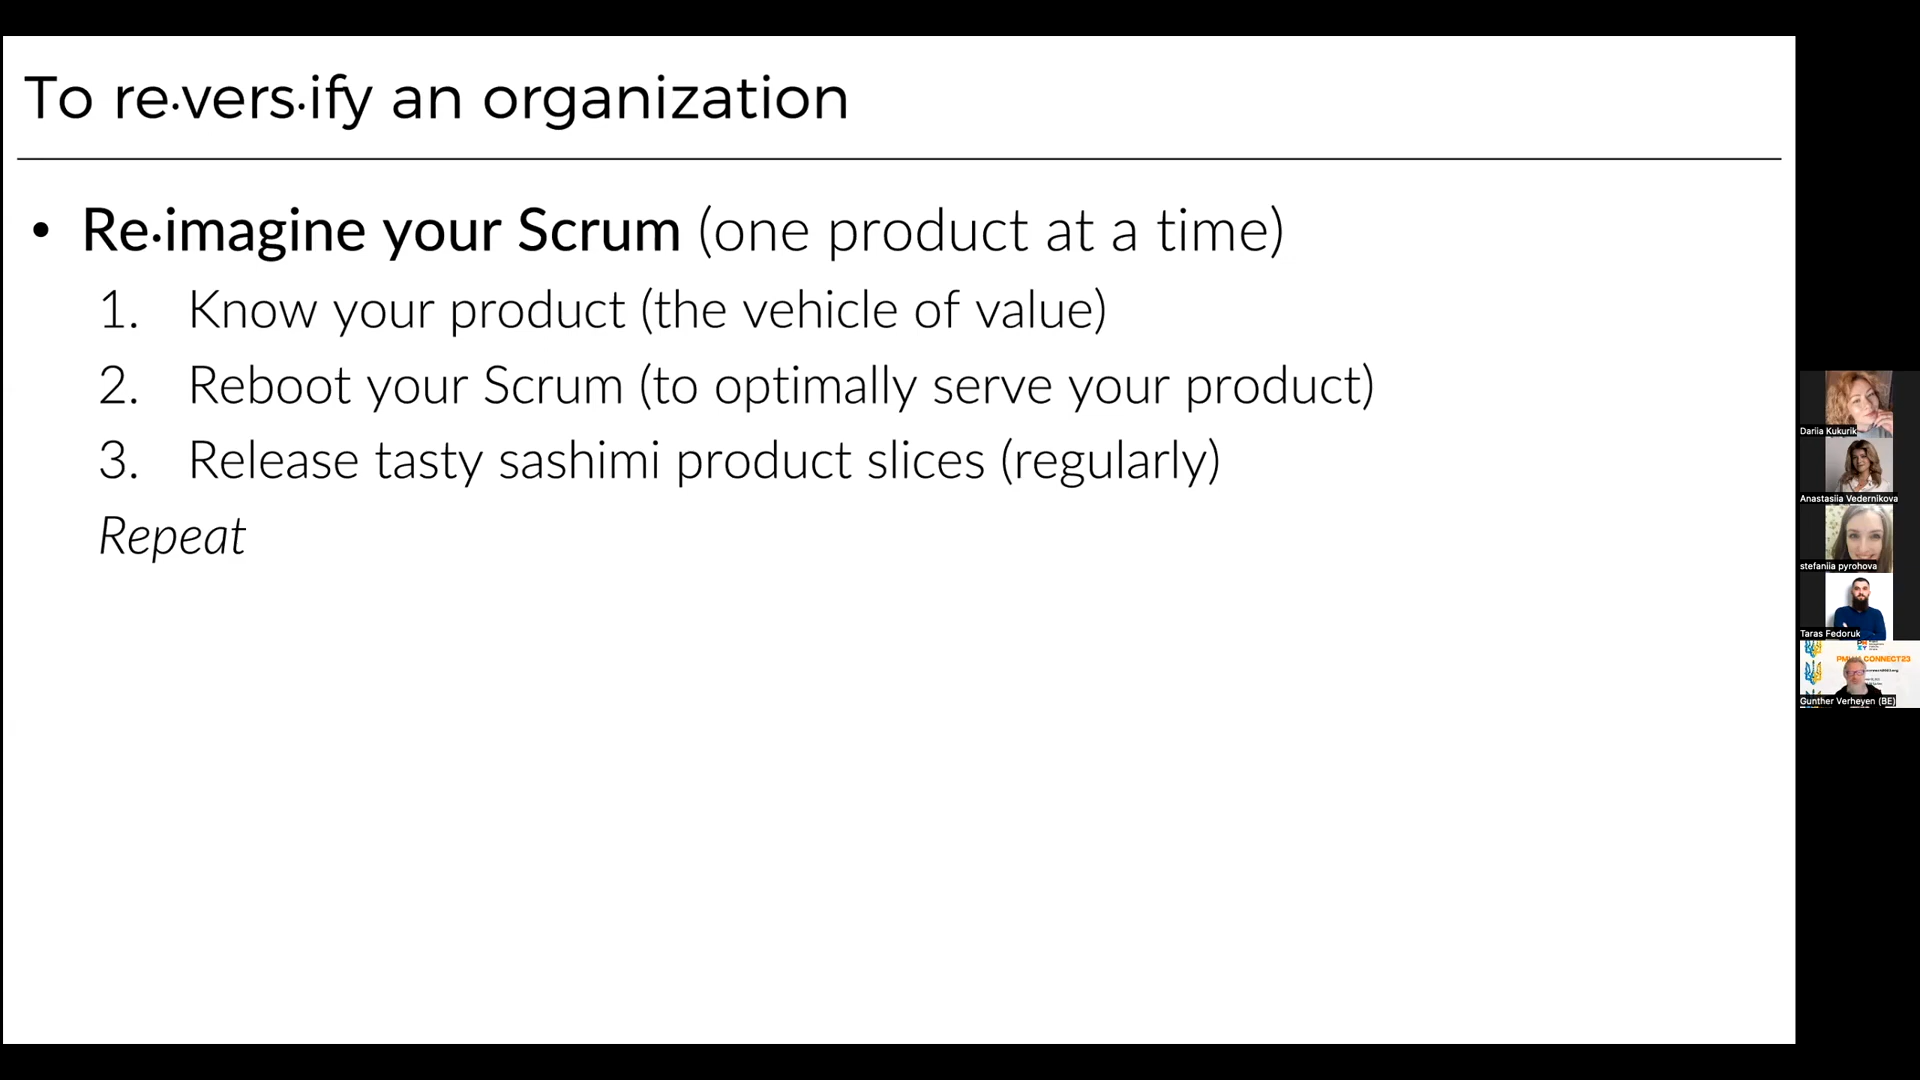 To re·vers·ify an organization
• Re·imagine your Scrum (one product at a time)
1. Know your product (the vehicle of value)
2. Reboot your Scrum (to optimally serve your product)
3. Release tasty sashimi product slices (regularly)
Repeat
Dariia Kukurik
Anastasiia Vedernikova
stefaniia pyrohova
Taras Fedoruk
CONNECT23
Gunther Verheyen (BE)